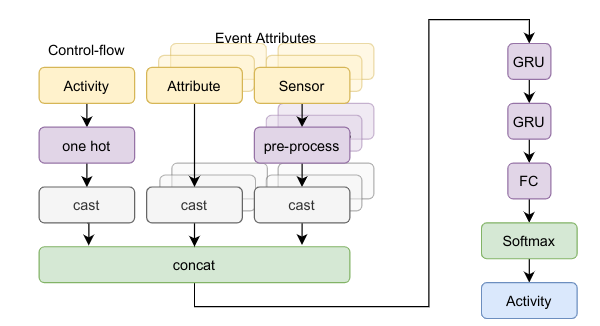 Control-flow
Event Attributes
Activity
Attribute
Sensor
one hot
pre-process
cast
cast
cast
concat
GRU
GRU
FC
Softmax
Activity